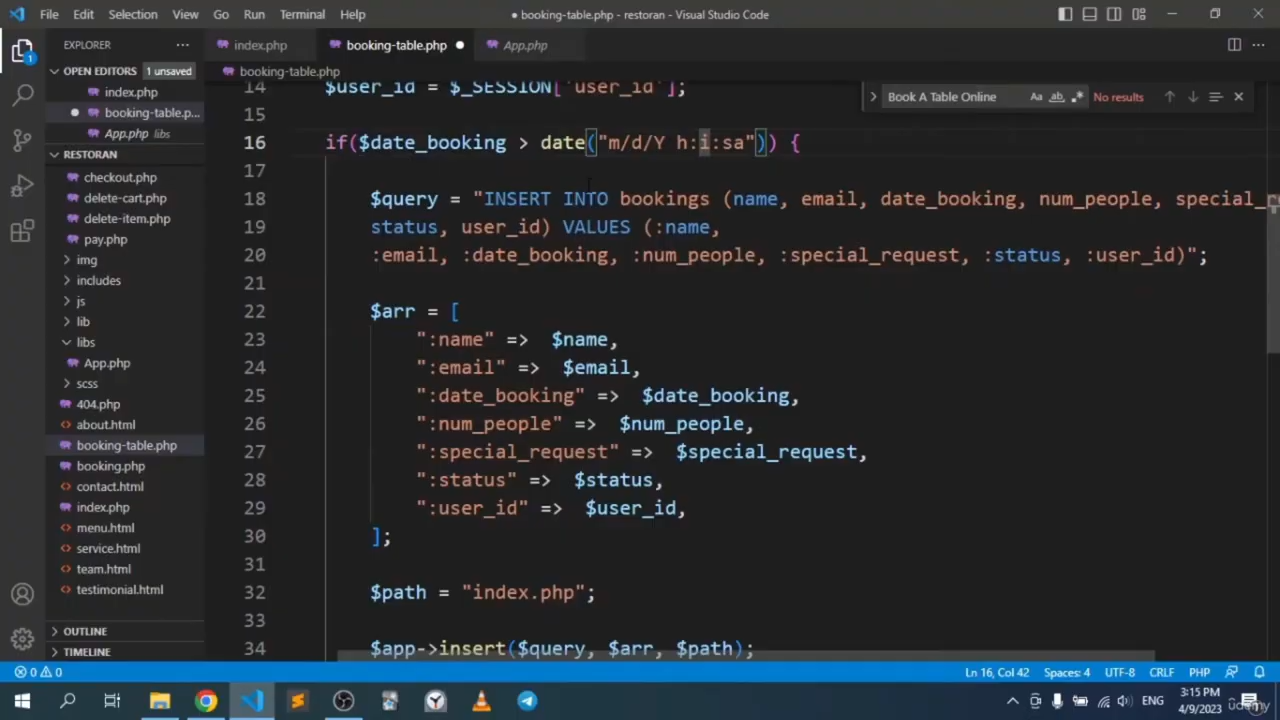 File Edit Selection View Go Run Terminal Help
● booking-table.php - restoran - Visual Studio Code
EXPLORER
index.php
booking-table.php
App.php
OPEN EDITORS 1 unsaved
booking-table.php
index.php
booking-table.p...
App.php libs
RESTORAN
checkout.php
delete-cart.php
delete-item.php
pay.php
img
includes
js
lib
libs
App.php
scss
404.php
about.html
booking-table.php
booking.php
contact.html
index.php
menu.html
service.html
team.html
testimonial.html
OUTLINE
TIMELINE
1
Book A Table Online
Aa ab No results
14 $user_id = $_SESSION['user_id'];
15
16 if($date_booking > date("m/d/Y h:i:sa")) {
17
18 $query = "INSERT INTO bookings (name, email, date_booking, num_people, special_r
19 status, user_id) VALUES (:name,
20 :email, :date_booking, :num_people, :special_request, :status, :user_id)";
21
22 $arr = [
23 ":name" => $name,
24 ":email" => $email,
25 ":date_booking" => $date_booking,
26 ":num_people" => $num_people,
27 ":special_request" => $special_request,
28 ":status" => $status,
29 ":user_id" => $user_id,
30 ];
31
32 $path = "index.php";
33
34 $app->insert($query, $arr, $path);
0 0
Ln 16, Col 42 Spaces: 4 UTF-8 CRLF PHP
ENG
3:15 PM
4/9/2023
udemy